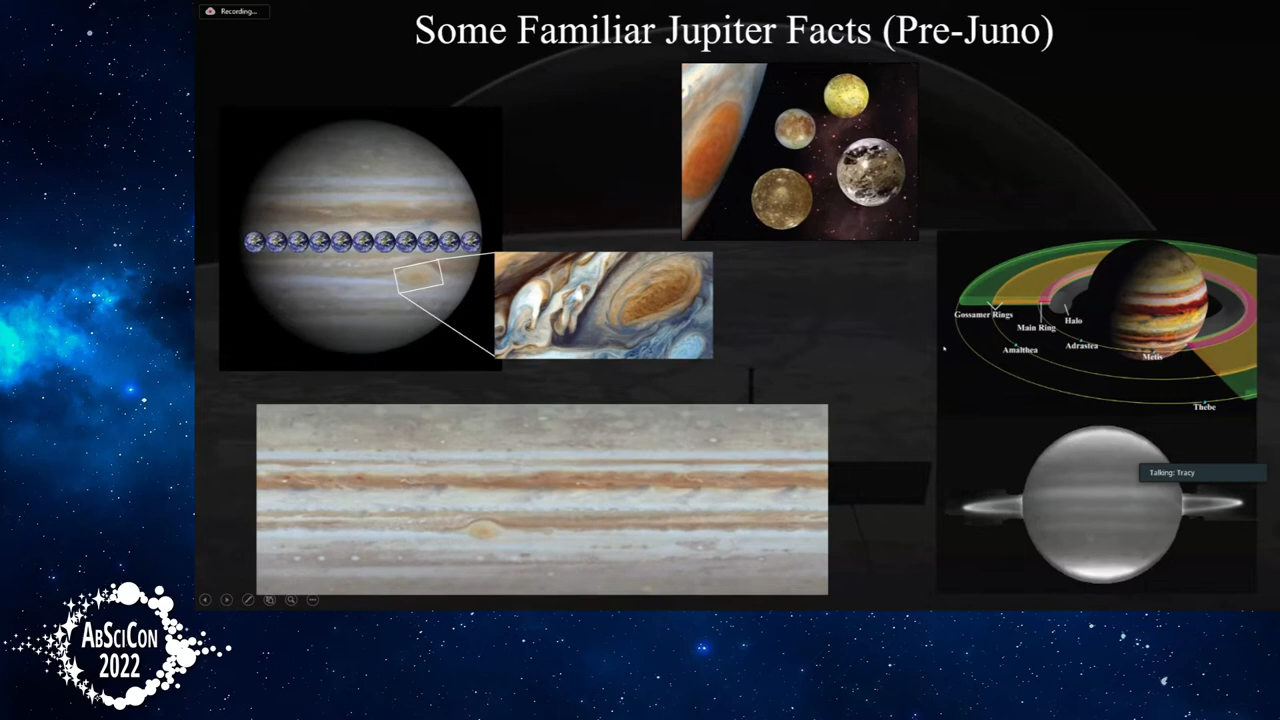 Recording...
Some Familiar Jupiter Facts (Pre-Juno)
Gossamer Rings
Main Ring
Halo
Amalthea
Adrastea
Metis
Thebe
Talking: Tracy
AbSciCon
2022